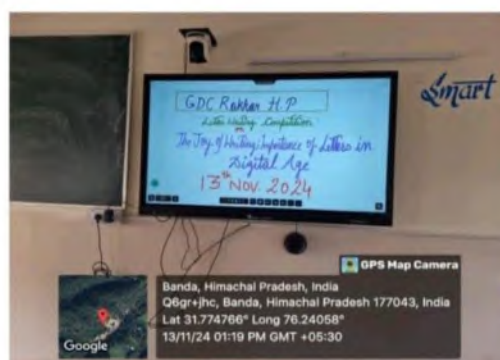 Smart
GDC Rakkar H.P
Letter Writing Competition
The Joy of Writing: Importance of Letters in
Digital Age
13th Nov. 2024
GPS Map Camera
Banda, Himachal Pradesh, India
Q6gr+jhc, Banda, Himachal Pradesh 177043, India
Lat 31.774766° Long 76.24058°
13/11/24 01:19 PM GMT +05:30
Google